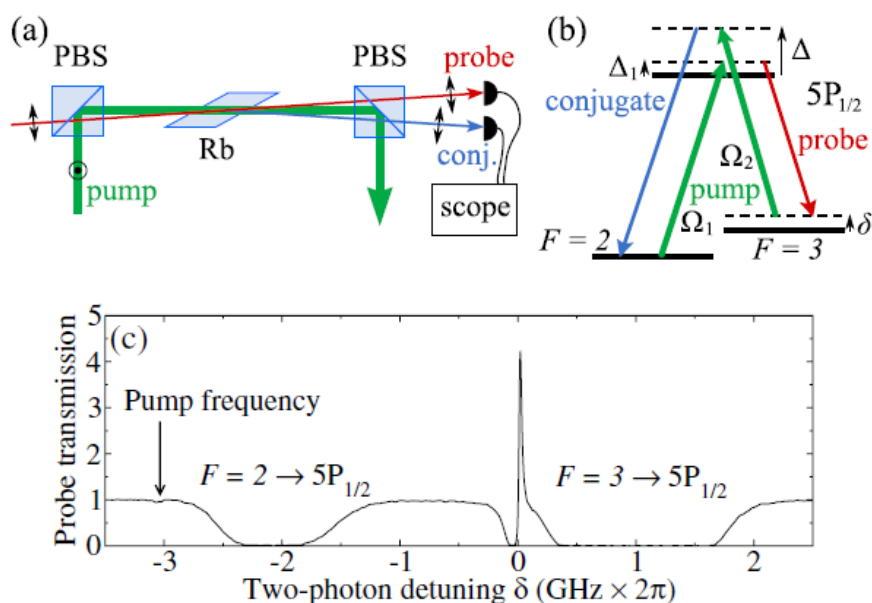 (a)
PBS
PBS
probe
Rb
conj.
pump
scope
(b)
Δ
Δ1
conjugate
5P1/2
probe
Ω2
pump
Ω1
F = 2
F = 3
δ
(c)
Probe transmission
5
4
3
2
1
0
Pump frequency
F = 2 → 5P1/2
F = 3 → 5P1/2
-3 -2 -1 0 1 2
Two-photon detuning δ (GHz × 2π)